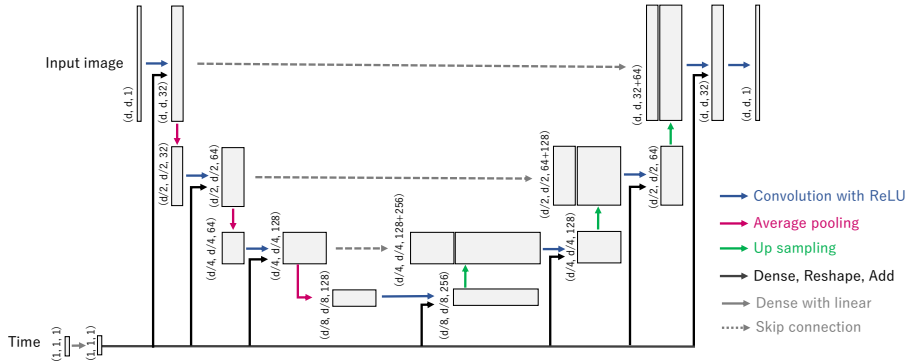 Input image
(d, d, 1)
(d, d, 32)
(d, d, 32+64)
(d, d, 32)
(d, d, 1)
(d/2, d/2, 32)
(d/2, d/2, 64)
(d/2, d/2, 64+128)
(d/2, d/2, 64)
(d/4, d/4, 64)
(d/4, d/4, 128)
(d/4, d/4, 128+256)
(d/4, d/4, 128)
(d/8, d/8, 128)
(d/8, d/8, 256)
Time
(1, 1, 1)
(1, 1, 1)
Convolution with ReLU
Average pooling
Up sampling
Dense, Reshape, Add
Dense with linear
Skip connection